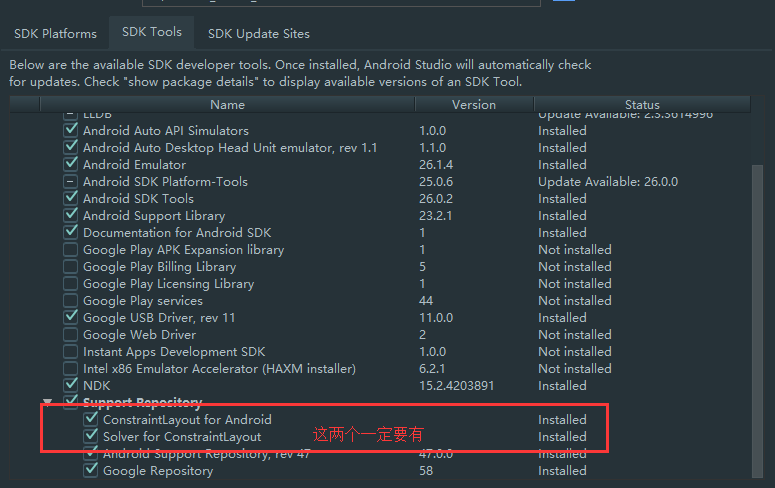 SDK Platforms SDK Tools SDK Update Sites
Below are the available SDK developer tools. Once installed, Android Studio will automatically check
for updates. Check "show package details" to display available versions of an SDK Tool.
Name Version Status
LLDB Update Available: 2.3.3614996
Android Auto API Simulators 1.0.0 Installed
Android Auto Desktop Head Unit emulator, rev 1.1 1.1.0 Installed
Android Emulator 26.1.4 Installed
Android SDK Platform-Tools 25.0.6 Update Available: 26.0.0
Android SDK Tools 26.0.2 Installed
Android Support Library 23.2.1 Installed
Documentation for Android SDK 1 Installed
Google Play APK Expansion library 1 Not installed
Google Play Billing Library 5 Not installed
Google Play Licensing Library 1 Not installed
Google Play services 44 Not installed
Google USB Driver, rev 11 11.0.0 Installed
Google Web Driver 2 Not installed
Instant Apps Development SDK 1.0.0 Not installed
Intel x86 Emulator Accelerator (HAXM installer) 6.2.1 Not installed
NDK 15.2.4203891 Installed
Support Repository
ConstraintLayout for Android Installed
Solver for ConstraintLayout 这两个一定要有 Installed
Android Support Repository, rev 47 47.0.0 Installed
Google Repository 58 Installed